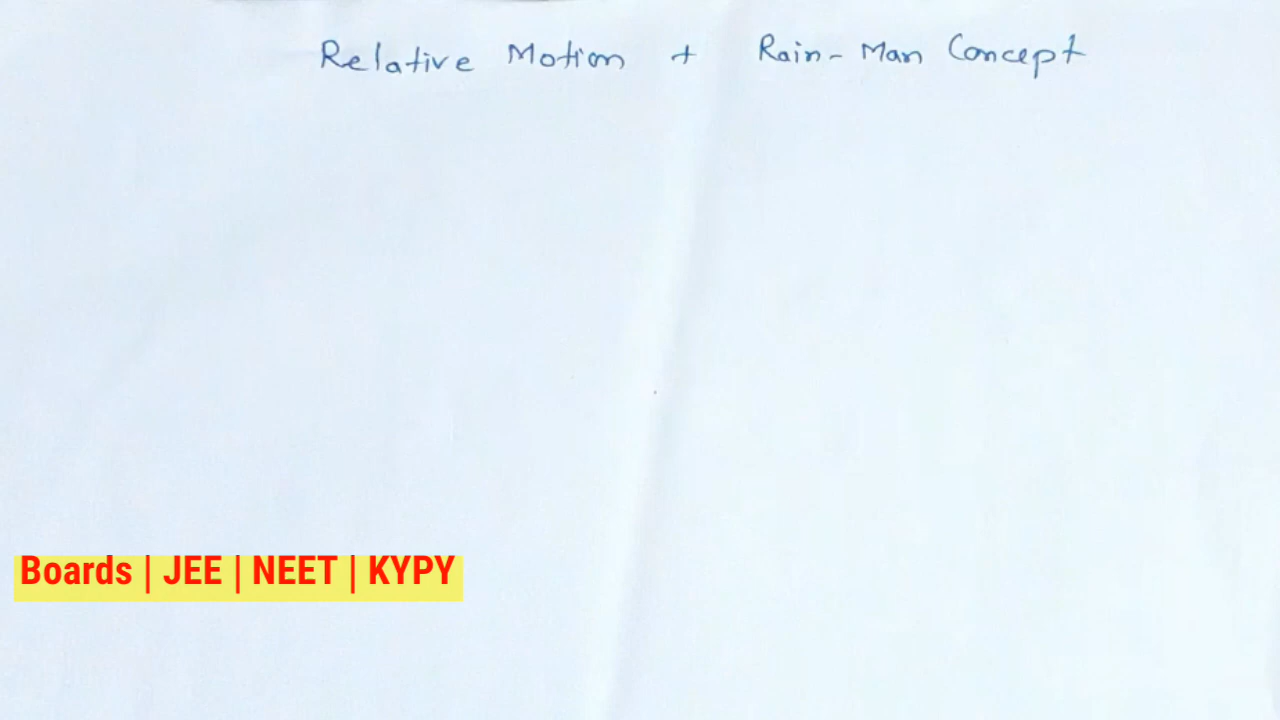 Relative Motion + Rain-Man Concept
Boards | JEE | NEET | KYPY